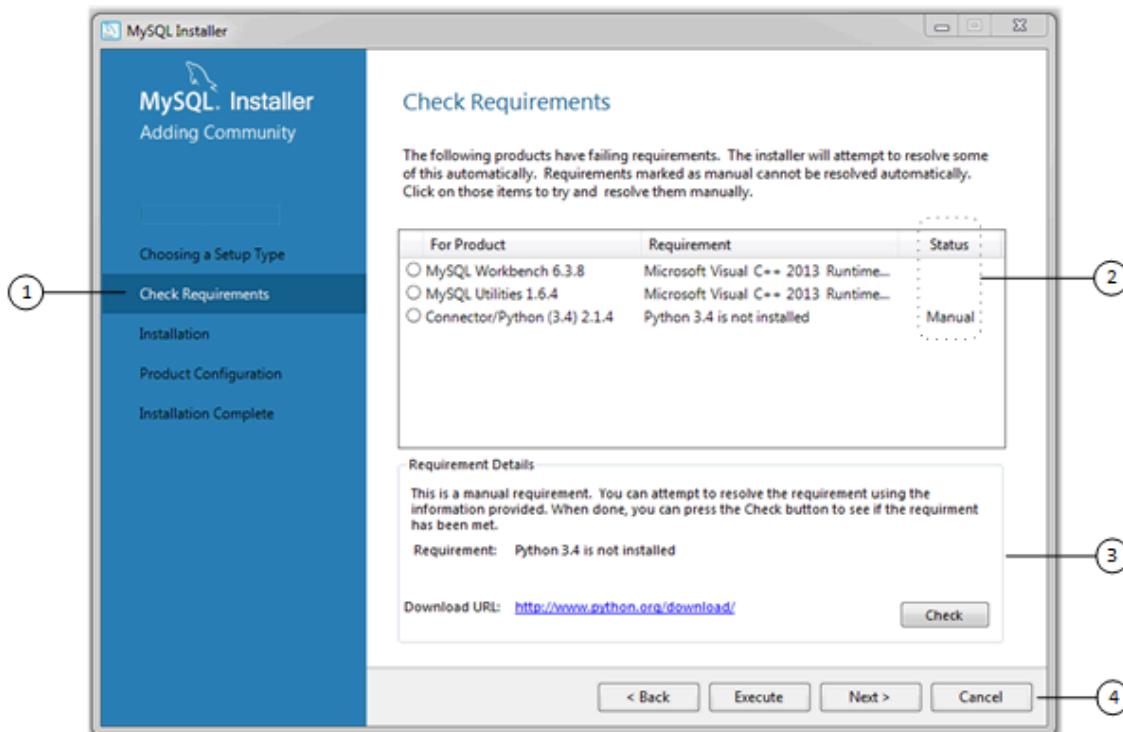 MySQL Installer
MySQL. Installer
Adding Community
Choosing a Setup Type
Check Requirements
Installation
Product Configuration
Installation Complete
Check Requirements
The following products have failing requirements. The installer will attempt to resolve some
of this automatically. Requirements marked as manual cannot be resolved automatically.
Click on those items to try and resolve them manually.
For Product Requirement Status
MySQL Workbench 6.3.8 Microsoft Visual C++ 2013 Runtime...
MySQL Utilities 1.6.4 Microsoft Visual C++ 2013 Runtime...
Connector/Python (3.4) 2.1.4 Python 3.4 is not installed Manual
Requirement Details
This is a manual requirement. You can attempt to resolve the requirement using the
information provided. When done, you can press the Check button to see if the requirment
has been met.
Requirement: Python 3.4 is not installed
Download URL: http://www.python.org/download/
Check
< Back Execute Next > Cancel
1
2
3
4